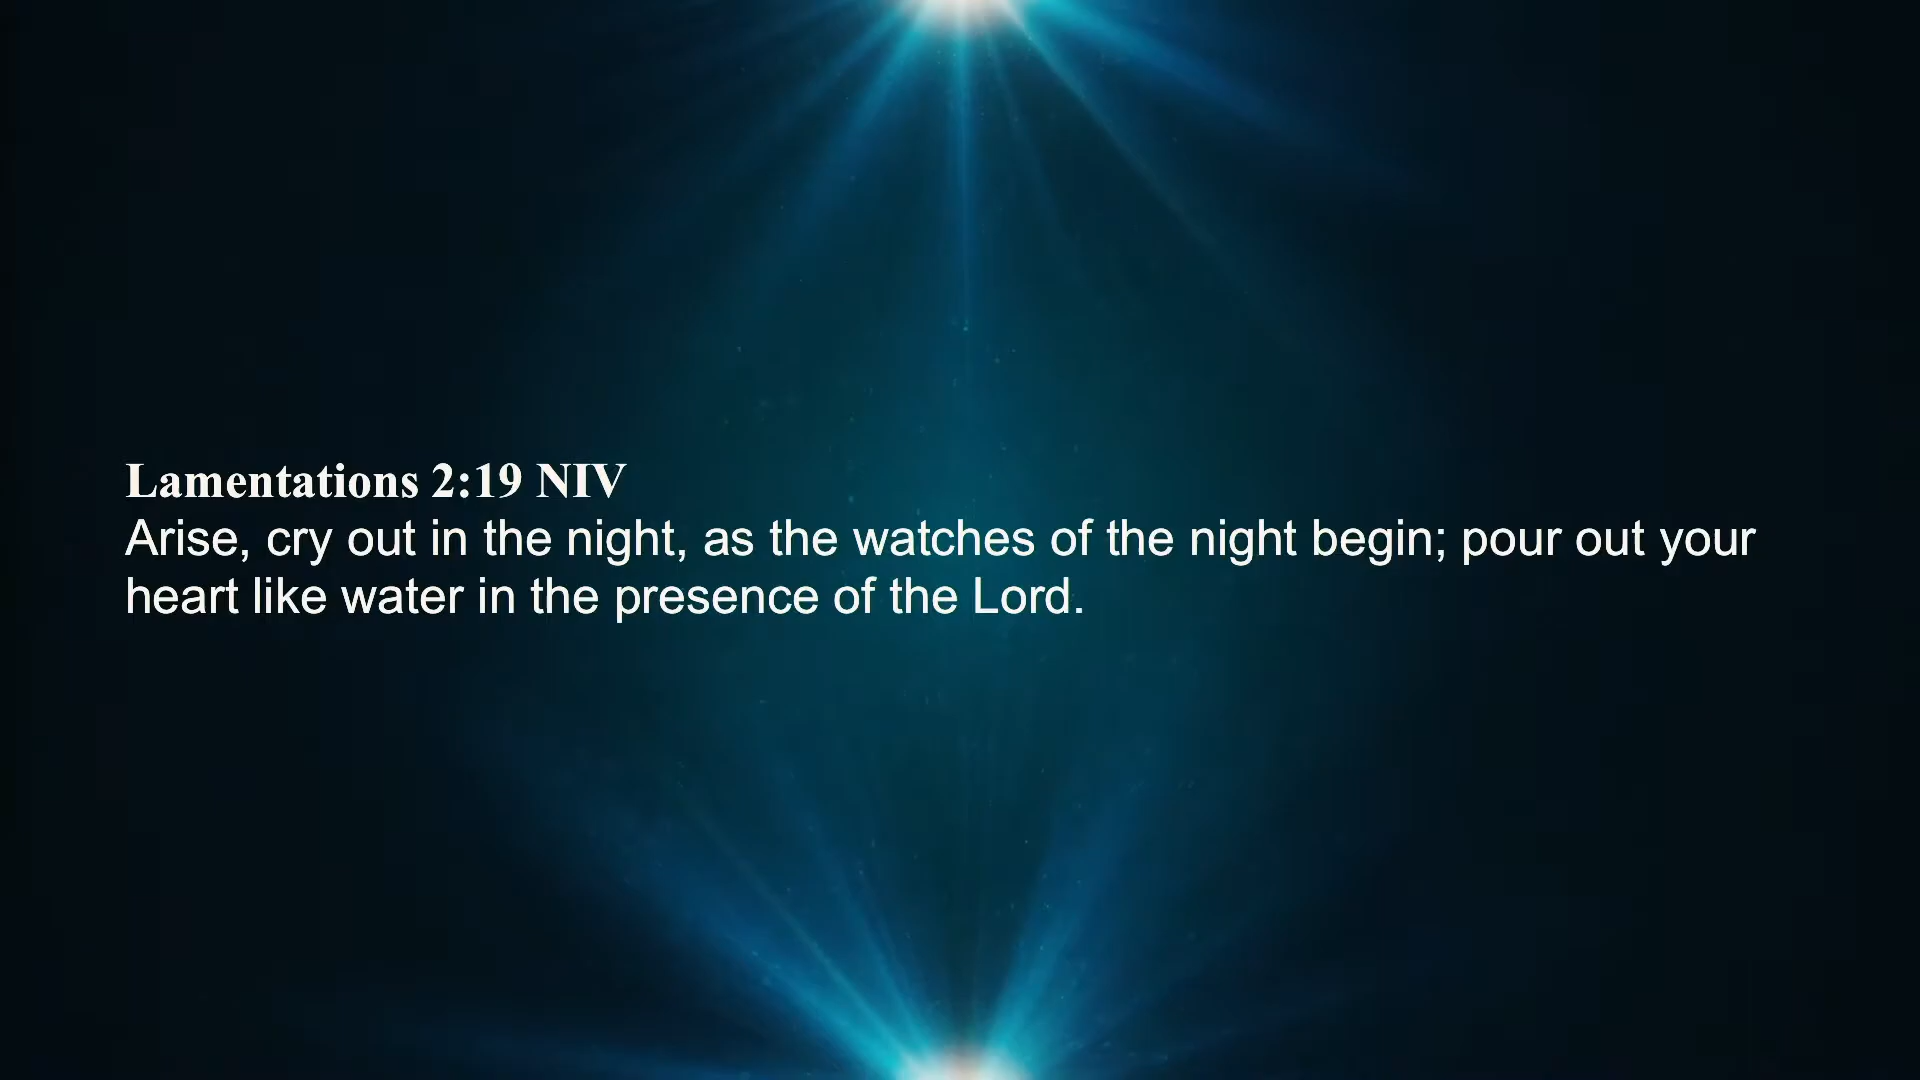 Lamentations 2:19 NIV
Arise, cry out in the night, as the watches of the night begin; pour out your
heart like water in the presence of the Lord.